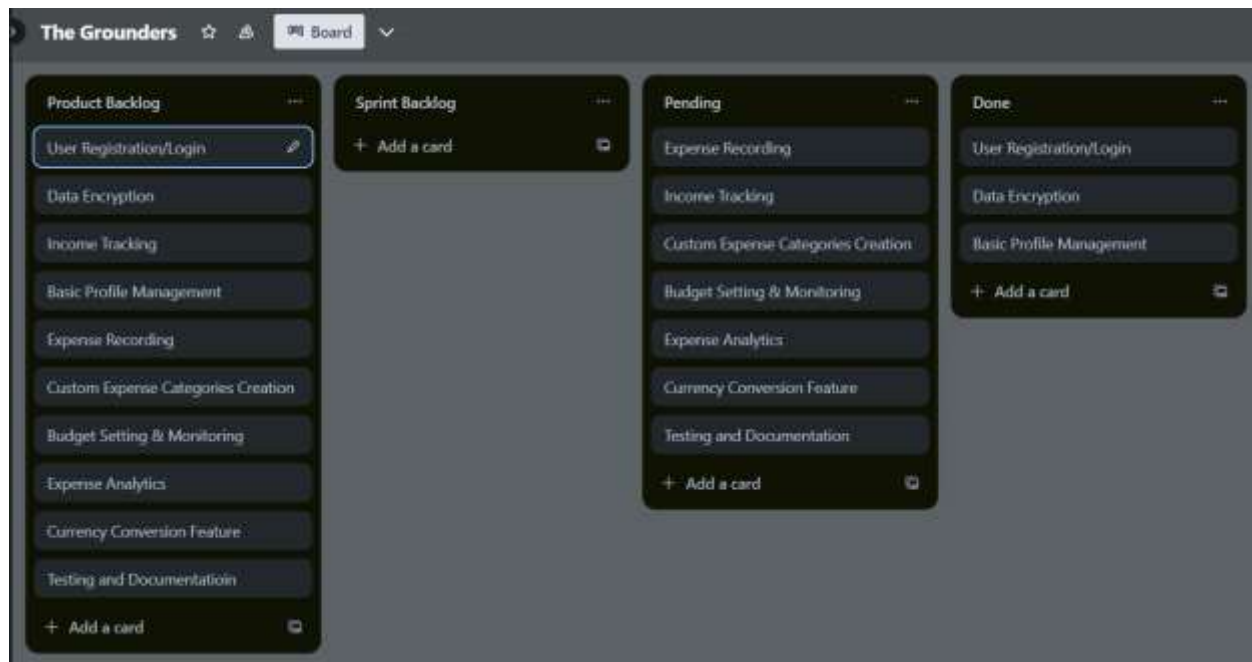 The Grounders
Board
Product Backlog
User Registration/Login
Data Encryption
Income Tracking
Basic Profile Management
Expense Recording
Custom Expense Categories Creation
Budget Setting & Monitoring
Expense Analytics
Currency Conversion Feature
Testing and Documentatioin
+ Add a card
Sprint Backlog
+ Add a card
Pending
Expense Recording
Income Tracking
Custom Expense Categories Creation
Budget Setting & Monitoring
Expense Analytics
Currency Conversion Feature
Testing and Documentation
+ Add a card
Done
User Registration/Login
Data Encryption
Basic Profile Management
+ Add a card